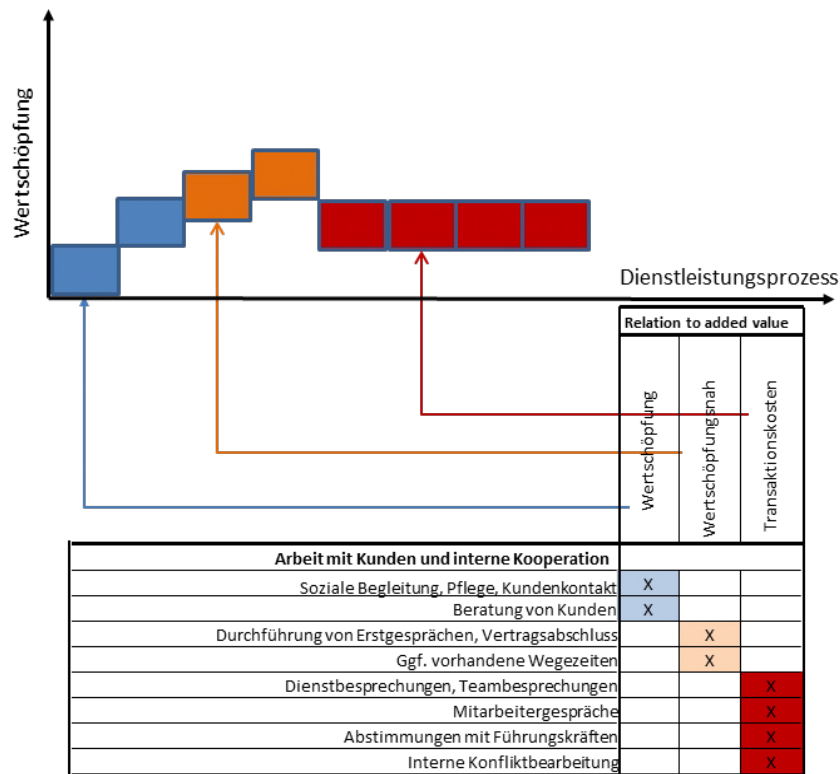 Wertschöpfung
Dienstleistungsprozess
Relation to added value
Wertschöpfung
Wertschöpfungsnah
Transaktionskosten
Arbeit mit Kunden und interne Kooperation
Soziale Begleitung, Pflege, Kundenkontakt X
Beratung von Kunden X
Durchführung von Erstgesprächen, Vertragsabschluss X
Ggf. vorhandene Wegezeiten X
Dienstbesprechungen, Teambesprechungen X
Mitarbeitergespräche X
Abstimmungen mit Führungskräften X
Interne Konfliktbearbeitung X